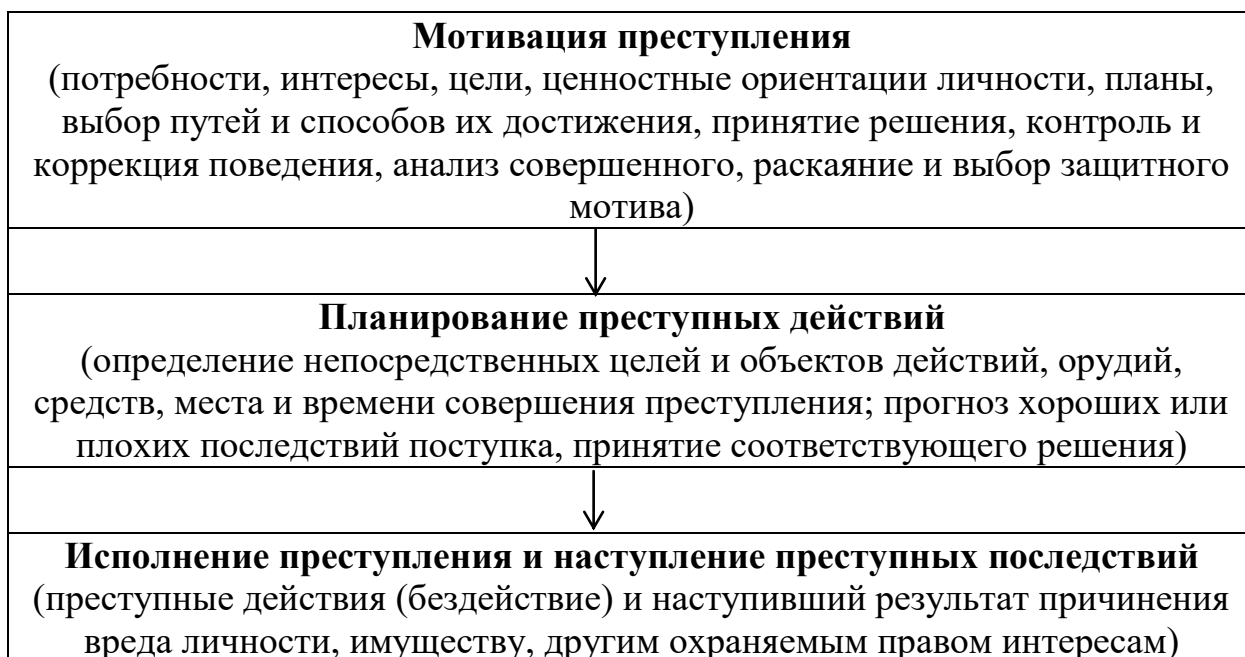 Мотивация преступления
(потребности, интересы, цели, ценностные ориентации личности, планы,
выбор путей и способов их достижения, принятие решения, контроль и
коррекция поведения, анализ совершенного, раскаяние и выбор защитного
мотива)
Планирование преступных действий
(определение непосредственных целей и объектов действий, орудий,
средств, места и времени совершения преступления; прогноз хороших или
плохих последствий поступка, принятие соответствующего решения)
Исполнение преступления и наступление преступных последствий
(преступные действия (бездействие) и наступивший результат причинения
вреда личности, имуществу, другим охраняемым правом интересам)